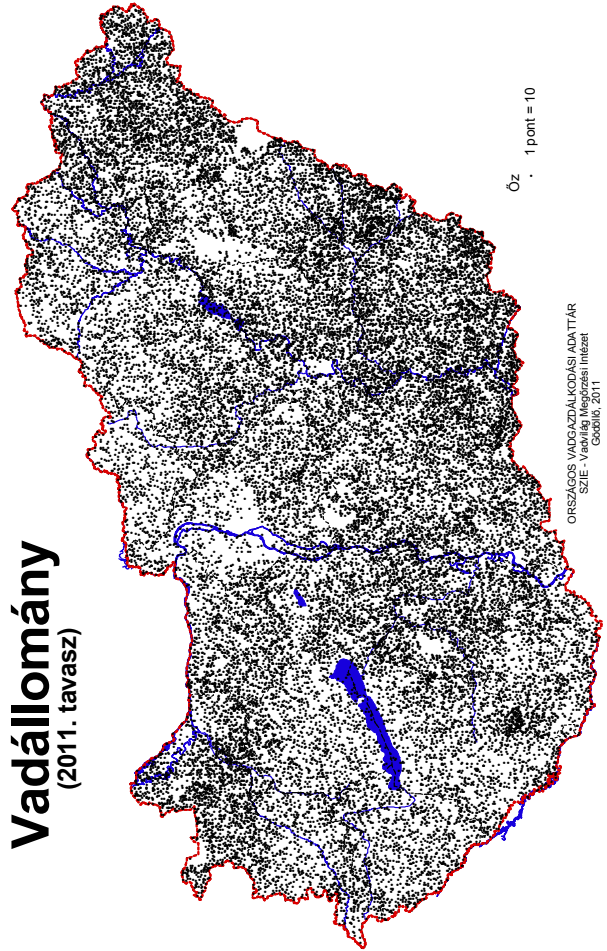 Vadállomány
(2011. tavasz)
Őz
. 1 pont = 10
ORSZÁGOS VADGAZDÁLKODÁSI ADATTÁR
SZIE - Vadvilág Megőrzési Intézet
Gödöllő, 2011